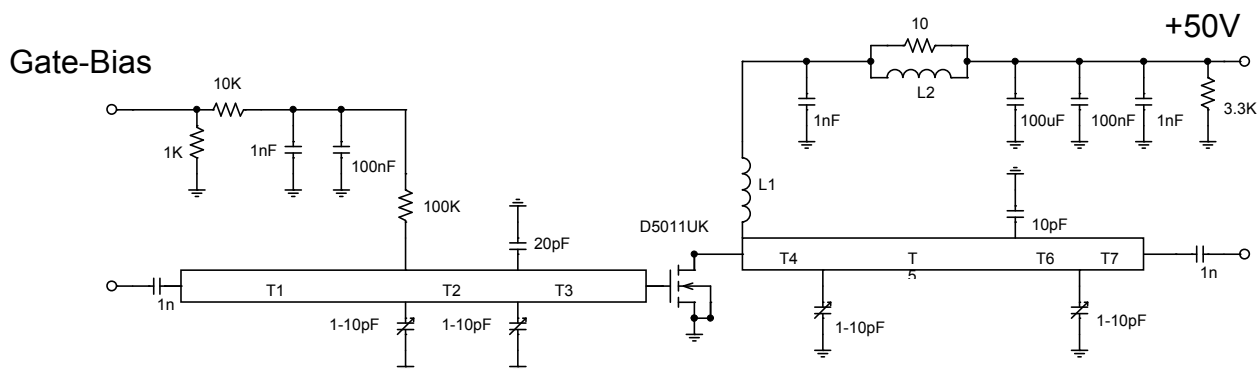 10
+50V
Gate-Bias
10K
L2
1K
1nF
100nF
1nF
100uF
100nF
1nF
3.3K
L1
100K
D5011UK
10pF
20pF
T4
T
5
T6
T7
T1
T2
T3
1n
1n
1-10pF
1-10pF
1-10pF
1-10pF